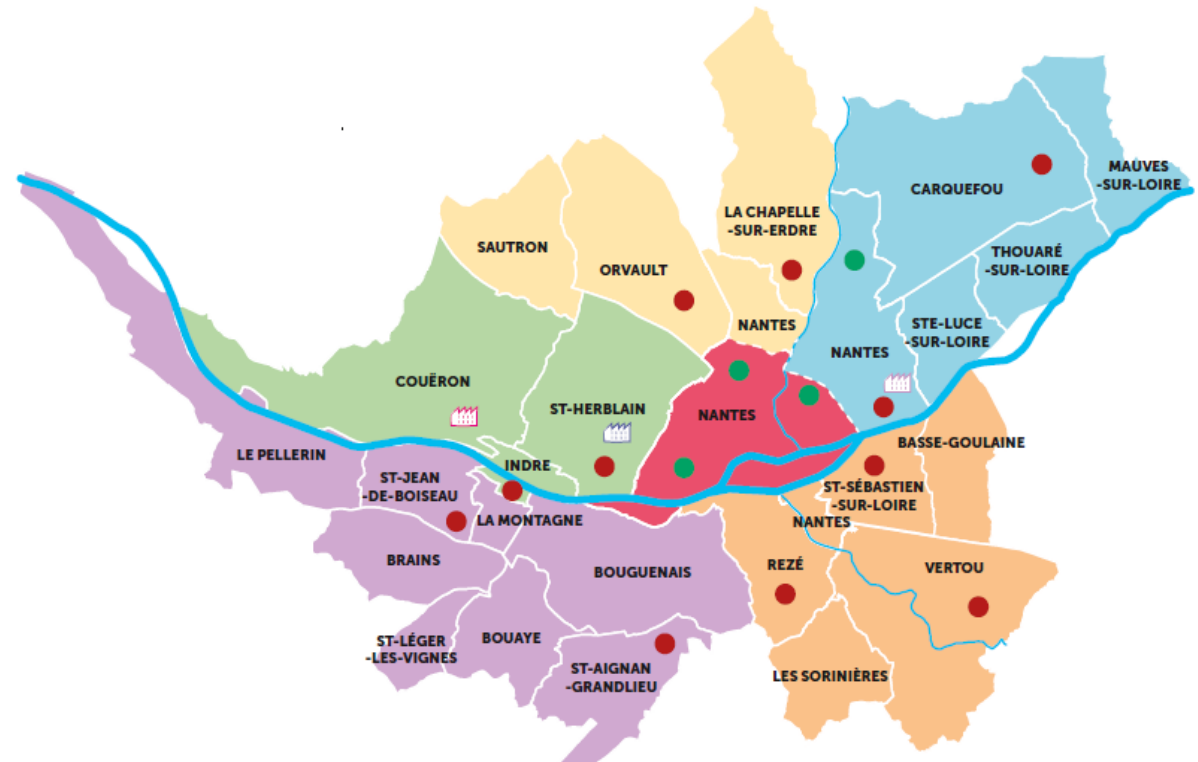 MAUVES
-SUR-LOIRE
CARQUEFOU
LA CHAPELLE
-SUR-ERDRE
SAUTRON
ORVAULT
THOUARÉ
-SUR-LOIRE
NANTES
STE-LUCE
-SUR-LOIRE
NANTES
COUËRON
ST-HERBLAIN
NANTES
BASSE-GOULAINE
LE PELLERIN
INDRE
ST-JEAN
-DE-BOISEAU
ST-SÉBASTIEN
-SUR-LOIRE
LA MONTAGNE
NANTES
BRAINS
BOUGUENAIS
REZÉ
VERTOU
ST-LÉGER
-LES-VIGNES
BOUAYE
ST-AIGNAN
-GRANDLIEU
LES SORINIÈRES